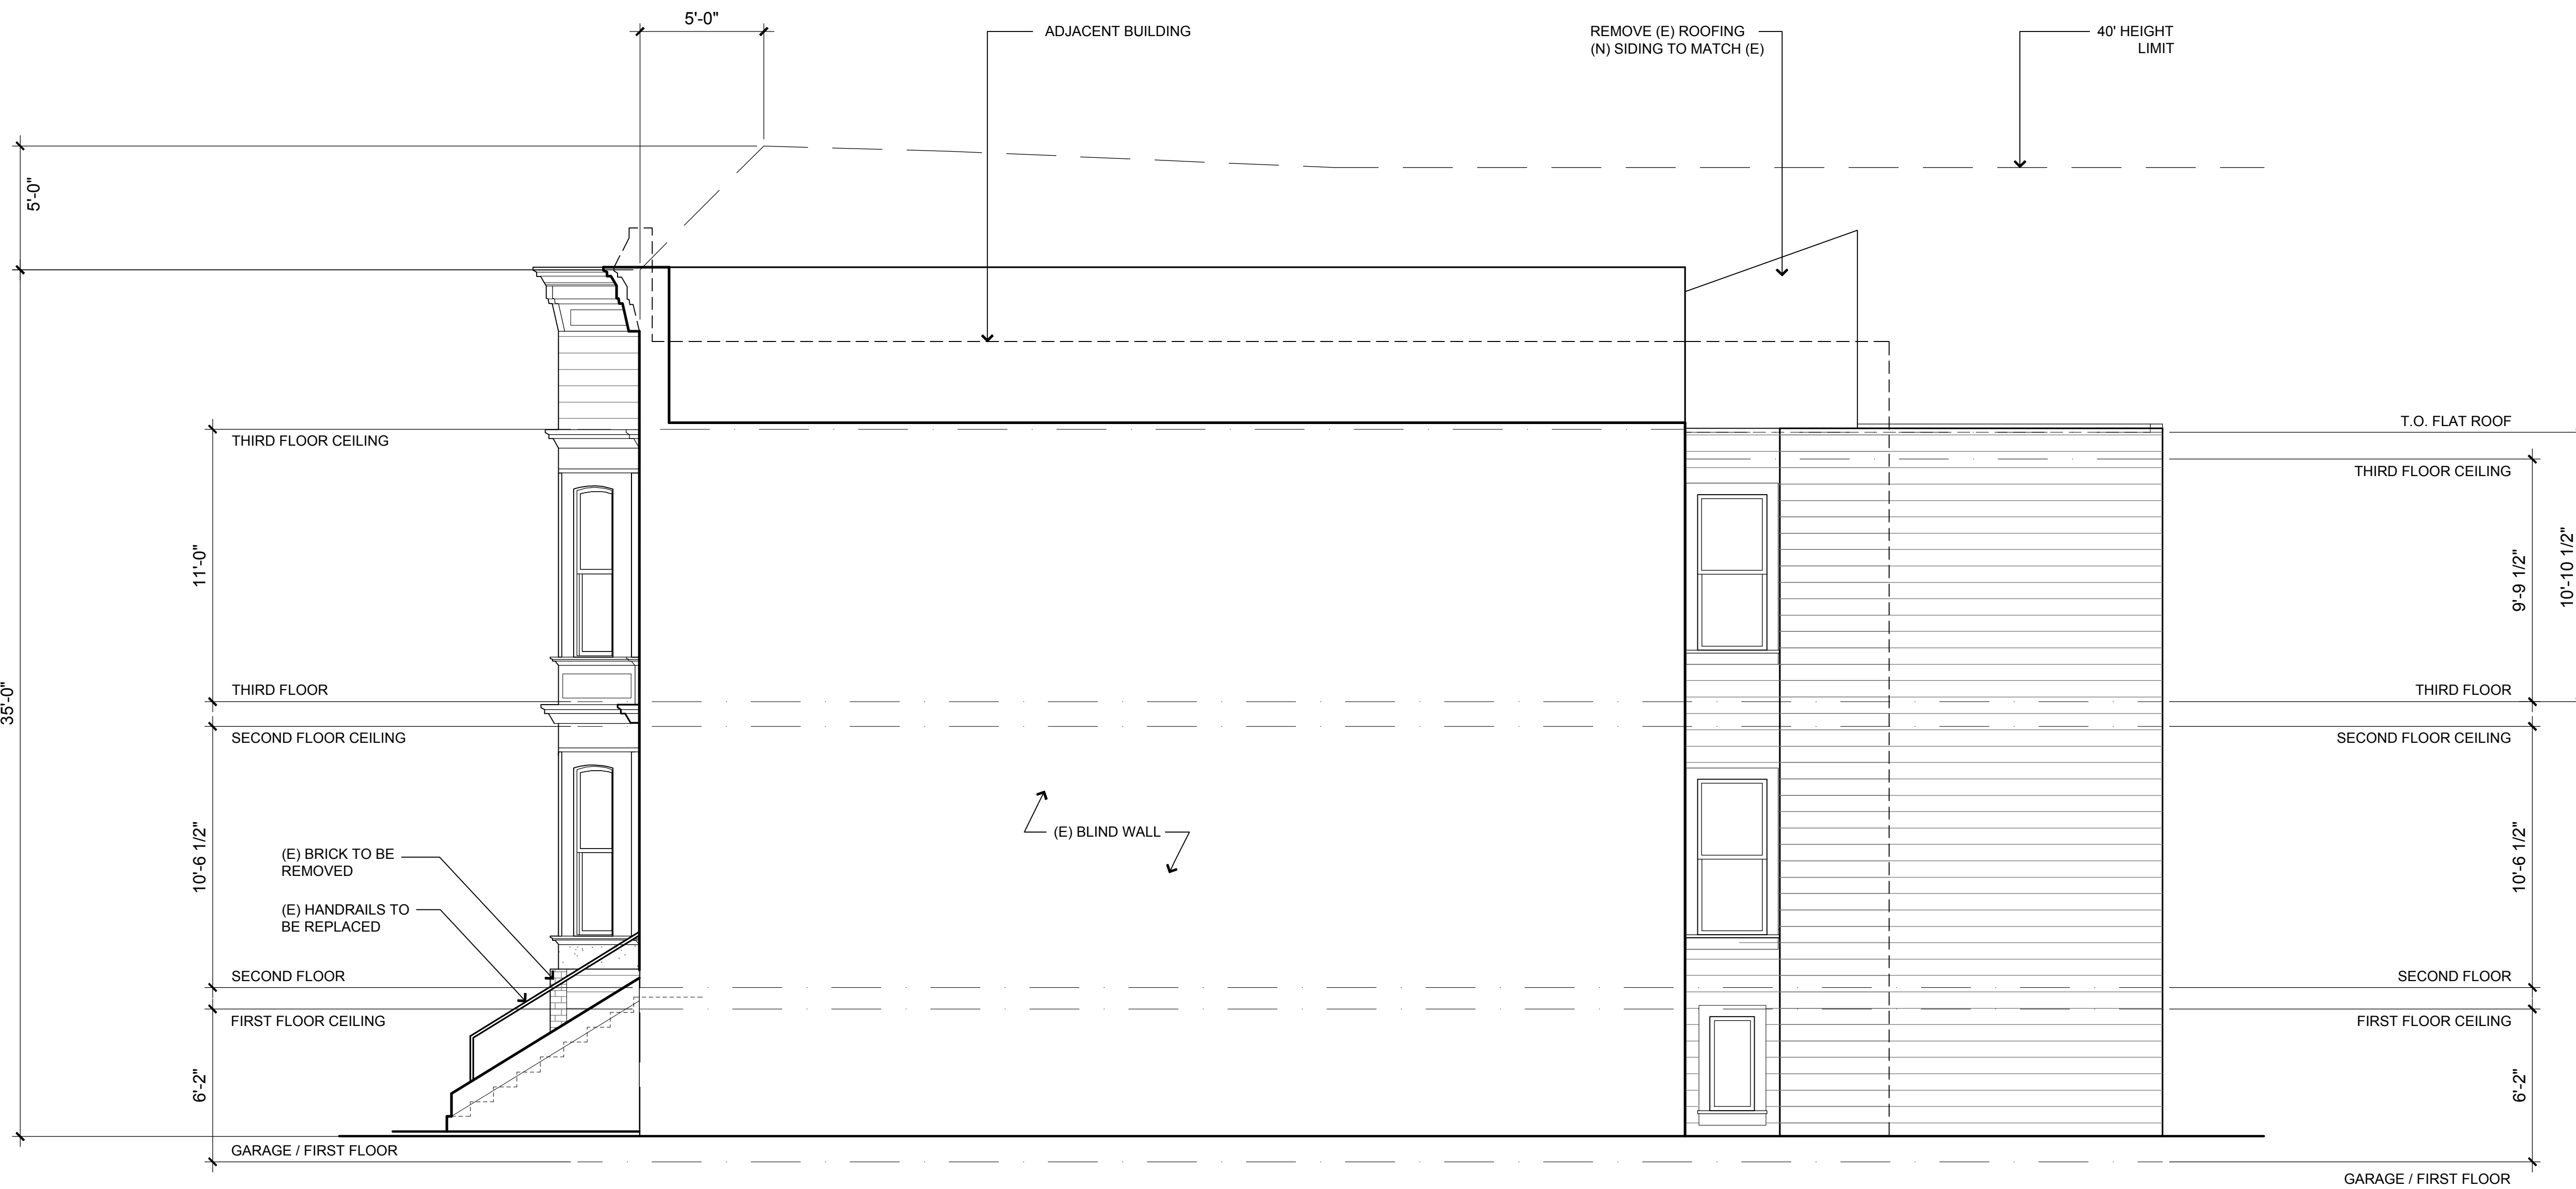 5'-0"
ADJACENT BUILDING
REMOVE (E) ROOFING
(N) SIDING TO MATCH (E)
40' HEIGHT
LIMIT
5'-0"
35'-0"
THIRD FLOOR CEILING
11'-0"
THIRD FLOOR
SECOND FLOOR CEILING
10'-6 1/2"
(E) BRICK TO BE
REMOVED
(E) HANDRAILS TO
BE REPLACED
SECOND FLOOR
FIRST FLOOR CEILING
6'-2"
GARAGE / FIRST FLOOR
(E) BLIND WALL
T.O. FLAT ROOF
THIRD FLOOR CEILING
9'-9 1/2"
10'-10 1/2"
THIRD FLOOR
SECOND FLOOR CEILING
10'-6 1/2"
SECOND FLOOR
FIRST FLOOR CEILING
6'-2"
GARAGE / FIRST FLOOR